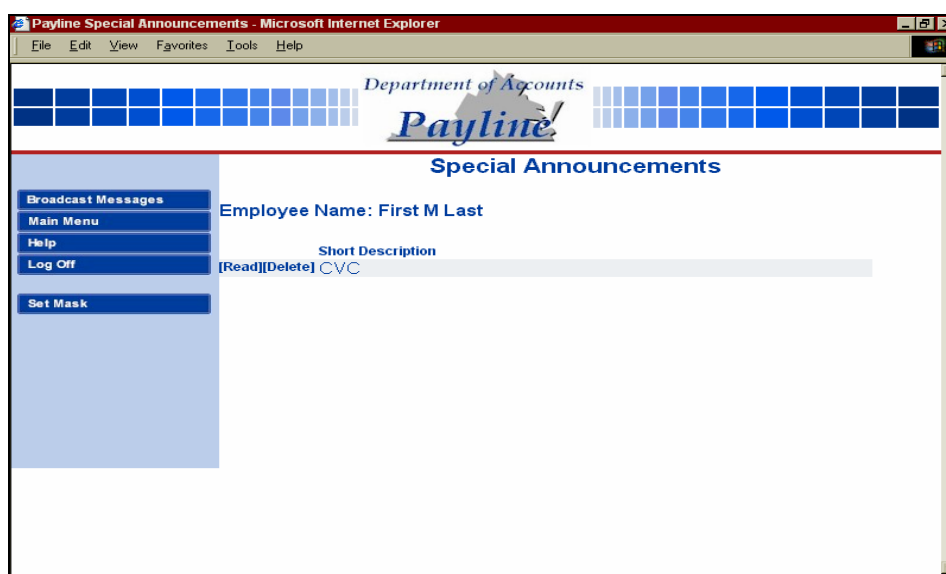 Payline Special Announcements - Microsoft Internet Explorer
File Edit View Favorites Tools Help
Department of Accounts
Payline
Special Announcements
Broadcast Messages
Main Menu
Help
Log Off
Set Mask
Employee Name: First M Last
Short Description
[Read][Delete] CVC